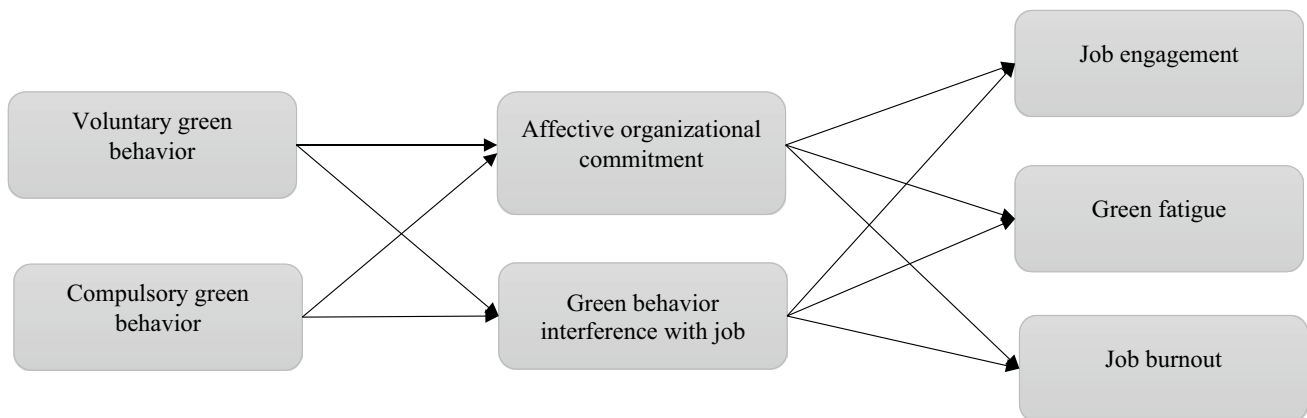 Voluntary green
behavior
Compulsory green
behavior
Affective organizational
commitment
Green behavior
interference with job
Job engagement
Green fatigue
Job burnout